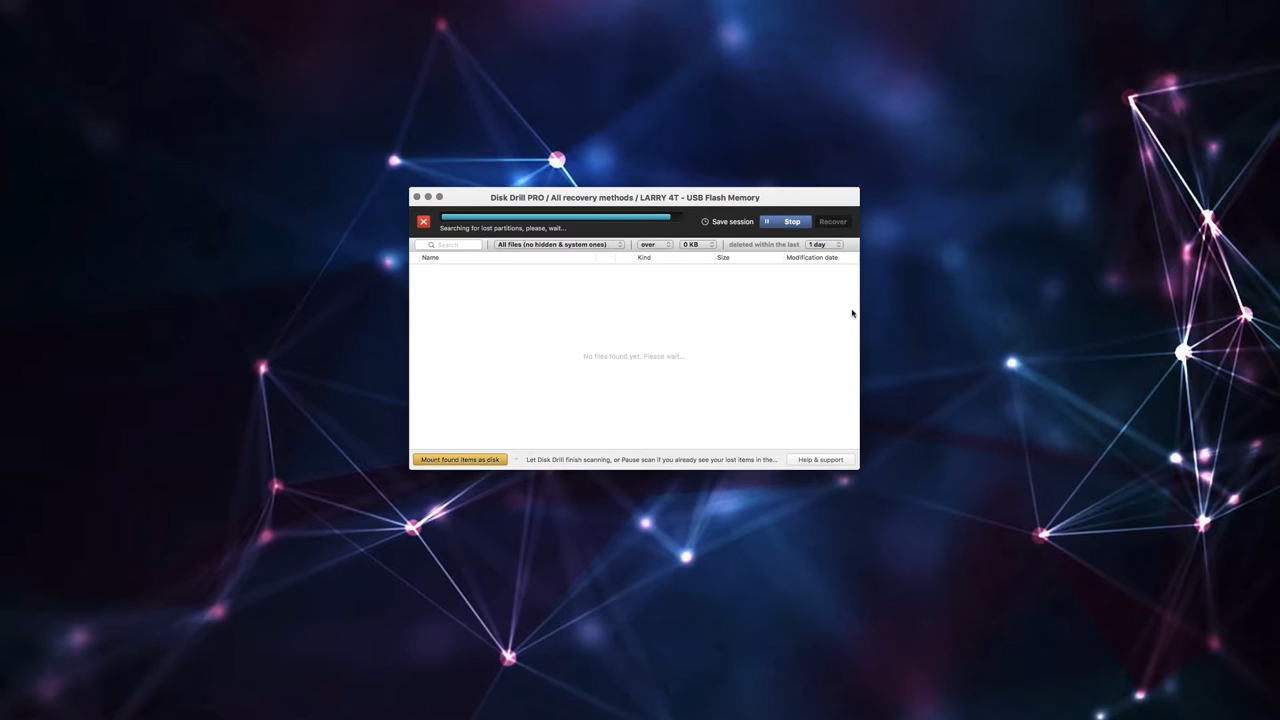 Disk Drill PRO / All recovery methods / LARRY 4T - USB Flash Memory
Searching for lost partitions, please, wait...
Save session
Stop
Recover
Search
All files (no hidden & system ones)
over
0 KB
deleted within the last
1 day
Name
Kind
Size
Modification date
No files found yet. Please wait...
Mount found items as disk
Let Disk Drill finish scanning, or Pause scan if you already see your lost items in the...
Help & support